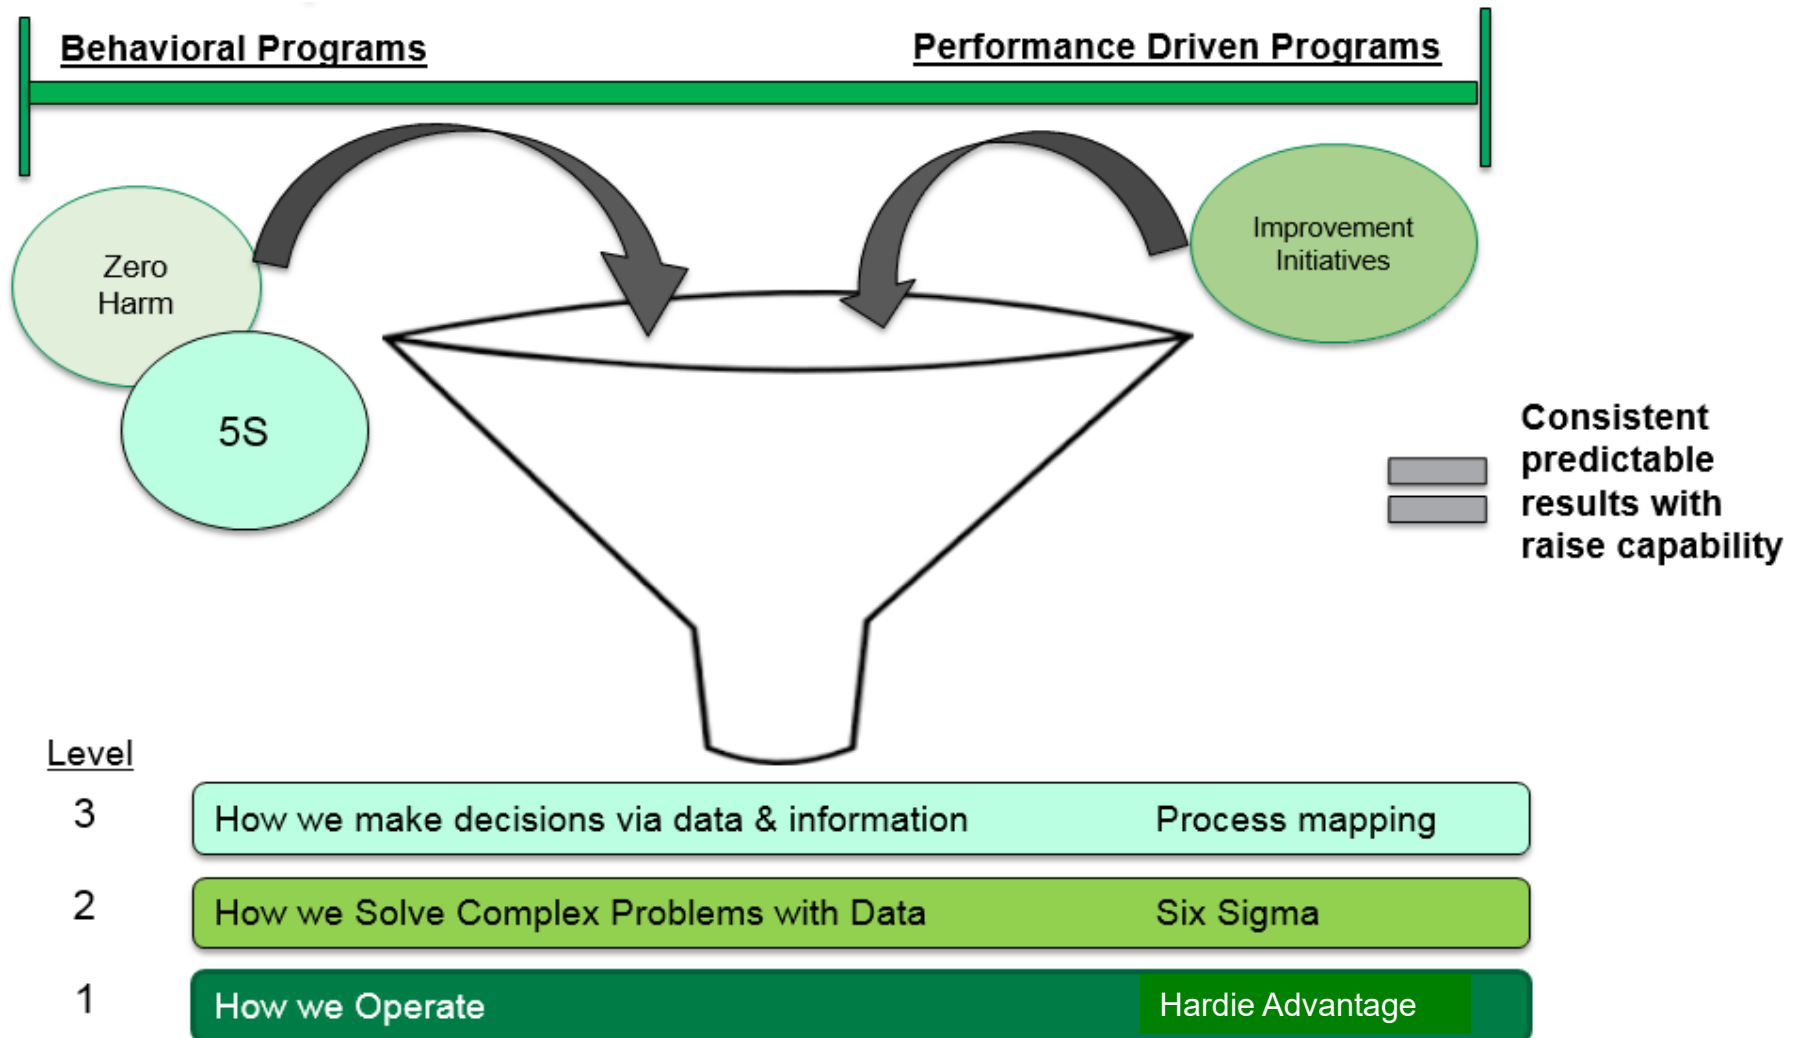 Behavioral Programs
Performance Driven Programs
Zero
Harm
5S
Improvement
Initiatives
Consistent
predictable
results with
raise capability
Level
3
How we make decisions via data & information
Process mapping
2
How we Solve Complex Problems with Data
Six Sigma
1
How we Operate
Hardie Advantage